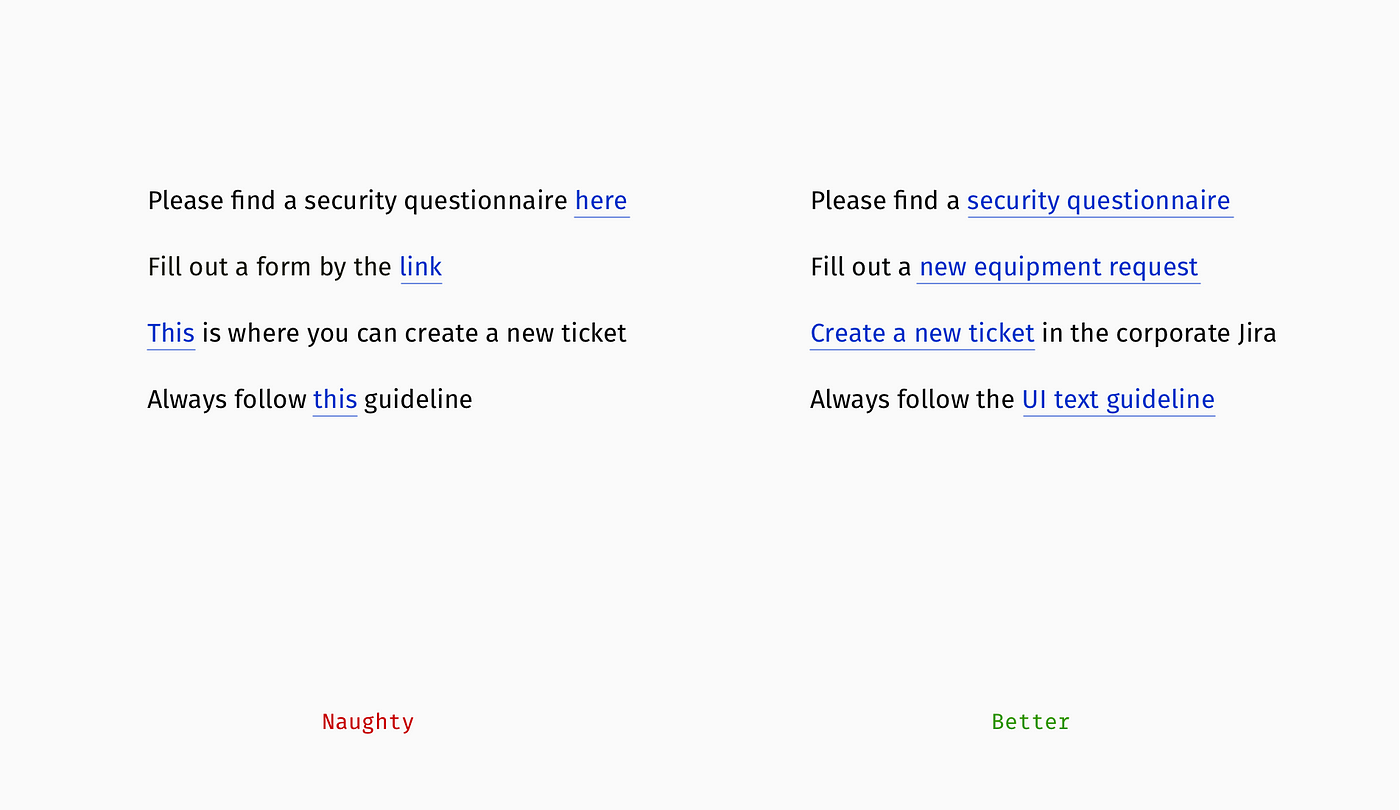 Please find a security questionnaire here
Fill out a form by the link
This is where you can create a new ticket
Always follow this guideline
Naughty
Please find a security questionnaire
Fill out a new equipment request
Create a new ticket in the corporate Jira
Always follow the UI text guideline
Better